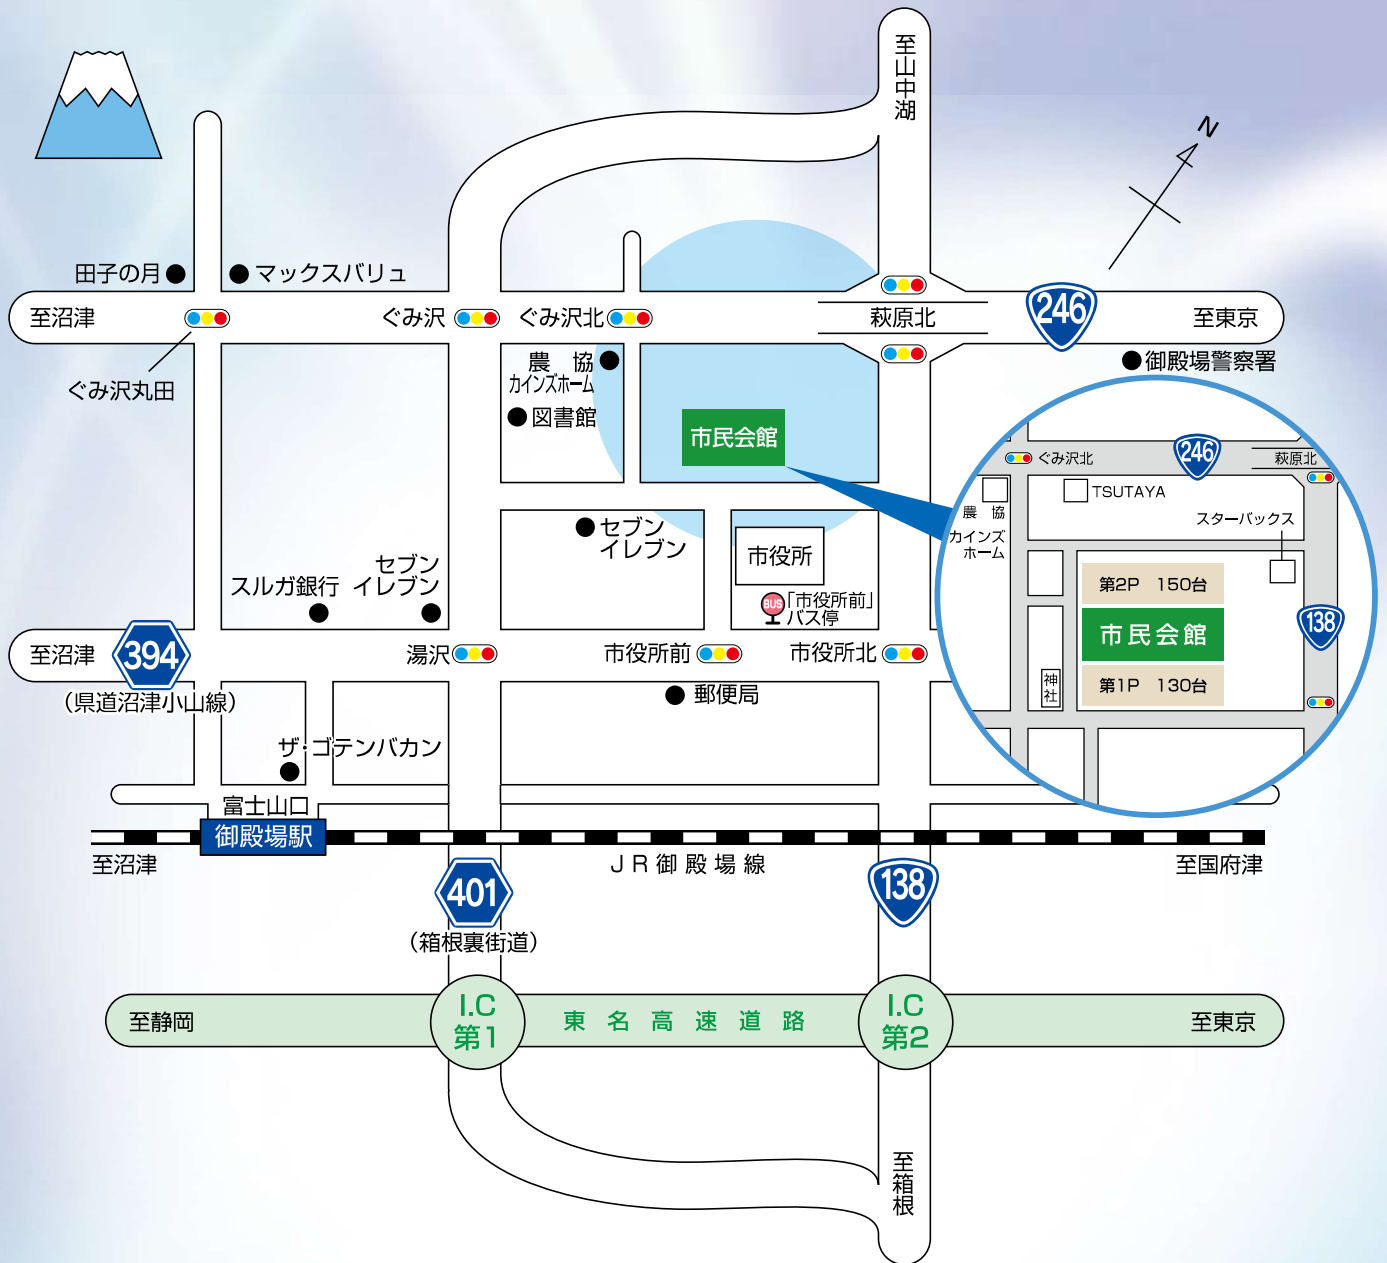 至山中湖
N
田子の月
マックスバリュ
至沼津
ぐみ沢
ぐみ沢北
萩原北
246
至東京
ぐみ沢丸田
農 協
カインズホーム
図書館
市民会館
御殿場警察署
ぐみ沢北
246
萩原北
TSUTAYA
農 協
スターバックス
カインズ
ホーム
第2P 150台
市民会館
138
第1P 130台
神社
セブン
イレブン
市役所
セブン
イレブン
スルガ銀行
BUS
「市役所前」
バス停
至沼津
394
湯沢
市役所前
市役所北
(県道沼津小山線)
郵便局
ザ・ゴテンバカン
富士山口
御殿場駅
至沼津
JR御殿場線
至国府津
401
138
(箱根裏街道)
至静岡
I.C
第1
東名高速道路
I.C
第2
至東京
至箱根